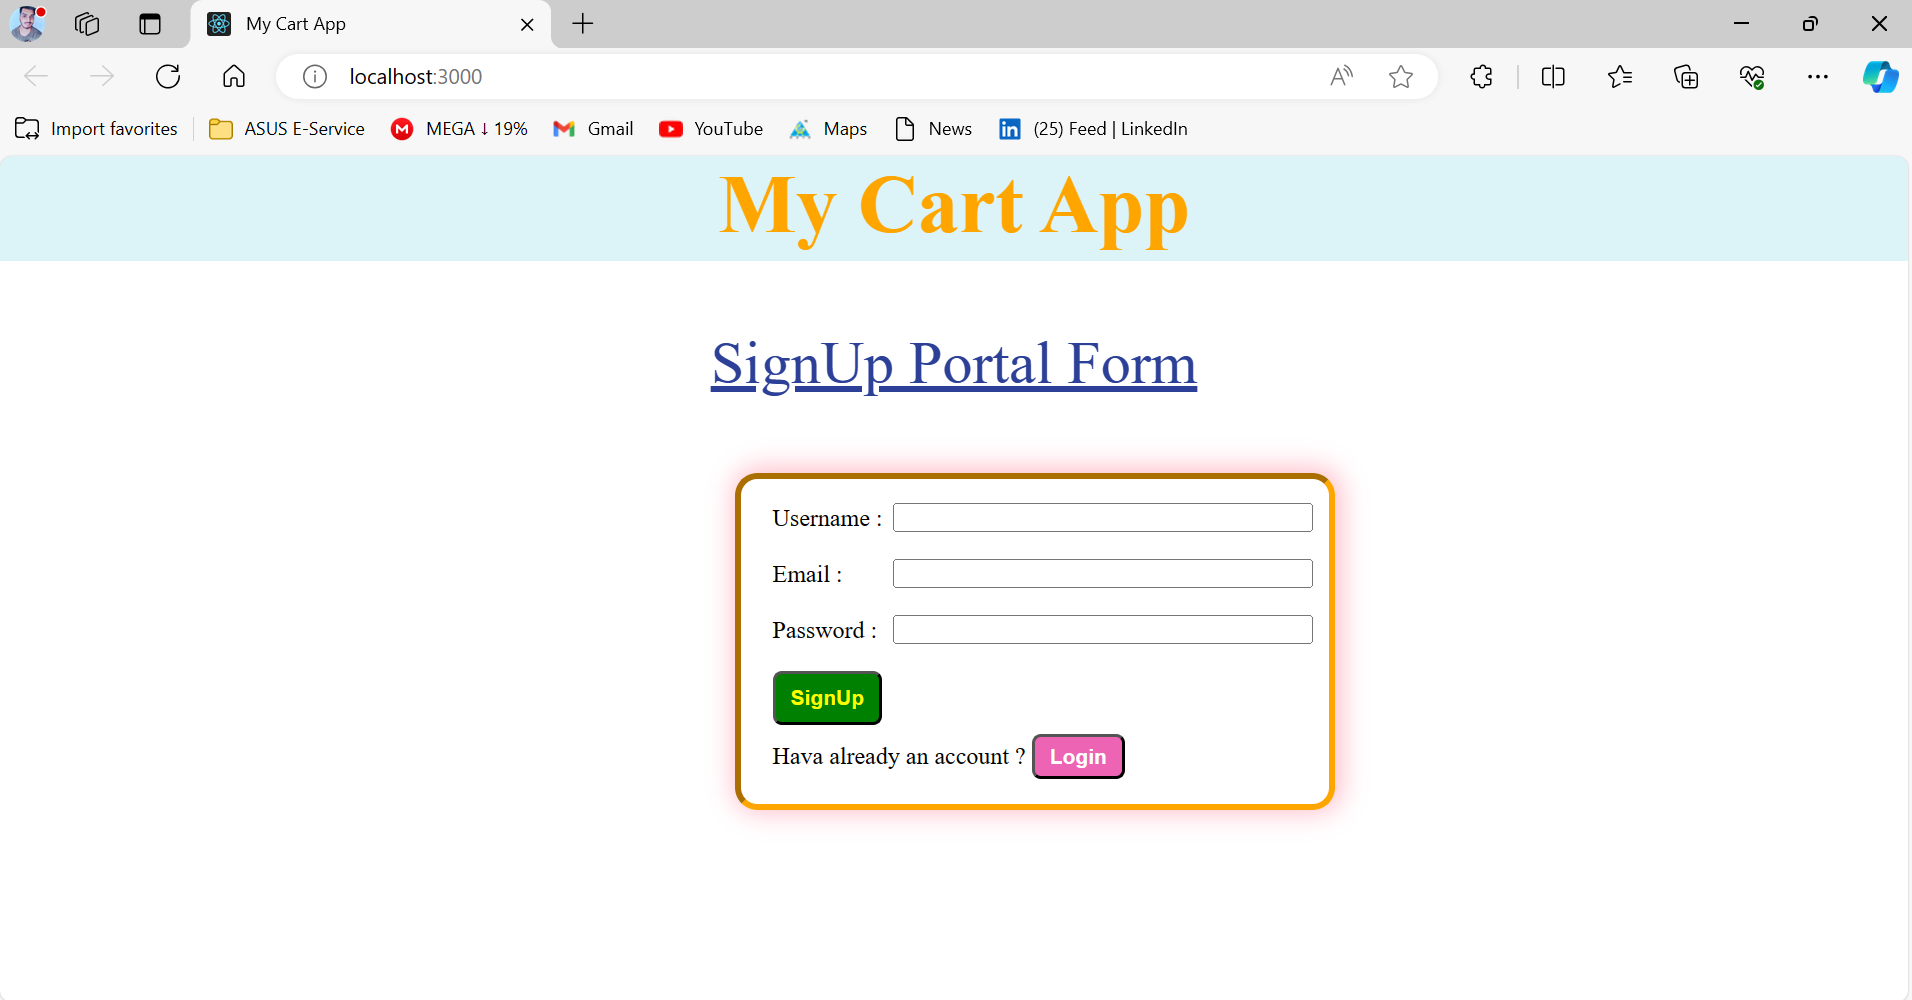 My Cart App
localhost:3000
Import favorites ASUS E-Service MEGA ⭣ 19% Gmail YouTube Maps News (25) Feed | LinkedIn
My Cart App
SignUp Portal Form
Username :
Email :
Password :
SignUp
Hava already an account ? Login